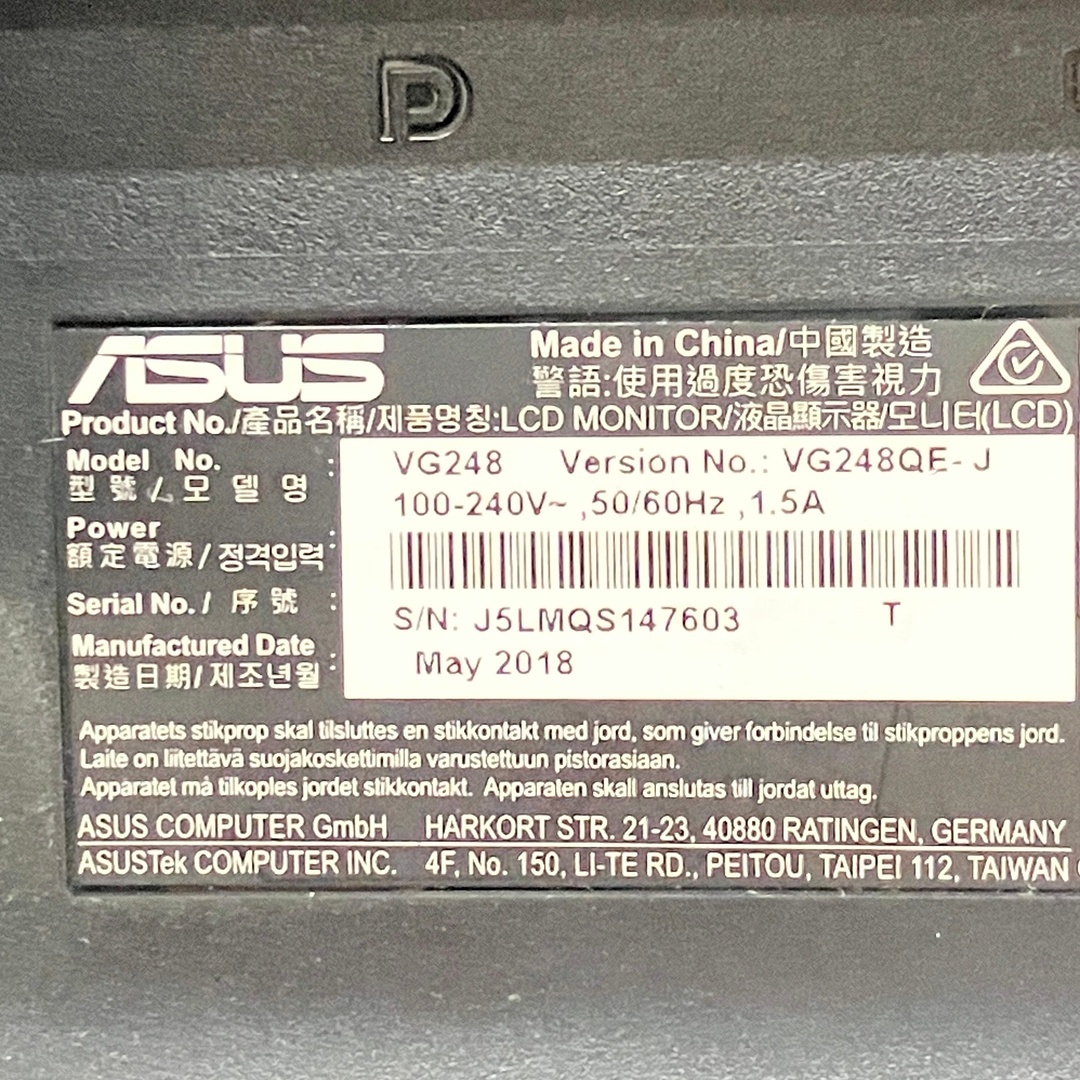 ASUS
Made in China/中國製造
警語:使用過度恐傷害視力
Product No./產品名稱/제품명칭:LCD MONITOR/液晶顯示器/모니터(LCD)
Model No. : VG248 Version No.: VG248QE-J
型號/모델명
100-240V~ ,50/60Hz ,1.5A
Power :
額定電源/정격입력
Serial No./ 序號 : S/N: J5LMQS147603 T
Manufactured Date : May 2018
製造日期/제조년월
Apparatets stikprop skal tilsluttes en stikkontakt med jord, som giver forbindelse til stikproppens jord.
Laite on liitettävä suojakoskettimilla varustettuun pistorasiaan.
Apparatet må tilkoples jordet stikkontakt. Apparaten skall anslutas till jordat uttag.
ASUS COMPUTER GmbH HARKORT STR. 21-23, 40880 RATINGEN, GERMANY
ASUSTek COMPUTER INC. 4F, No. 150, LI-TE RD., PEITOU, TAIPEI 112, TAIWAN